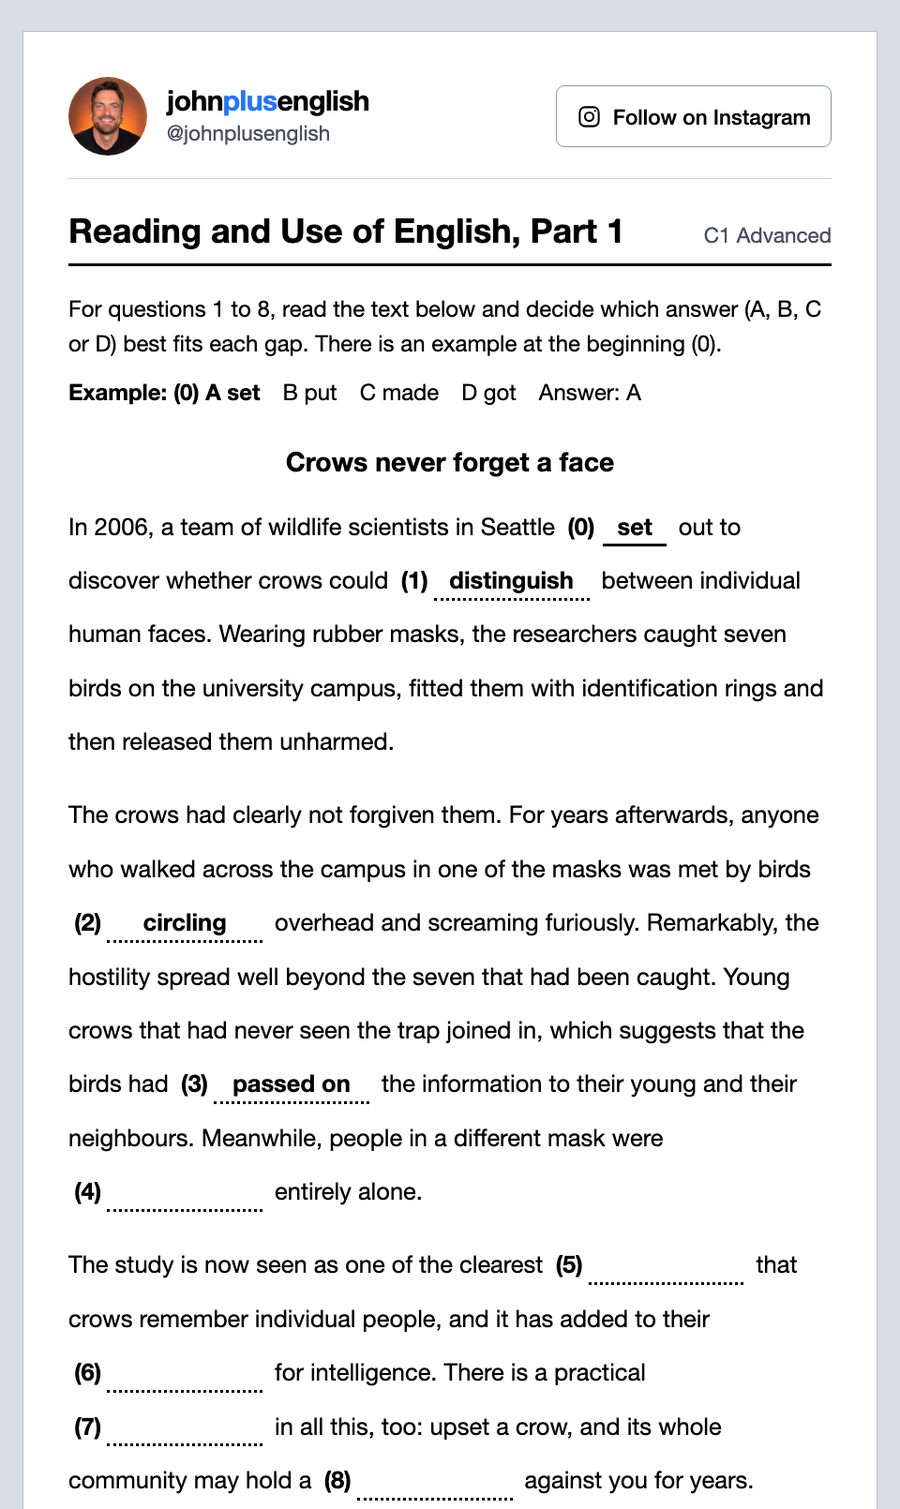 johnplusenglish
@johnplusenglish
Follow on Instagram
Reading and Use of English, Part 1
C1 Advanced
For questions 1 to 8, read the text below and decide which answer (A, B, C
or D) best fits each gap. There is an example at the beginning (0).
Example: (0) A set B put C made D got Answer: A
Crows never forget a face
In 2006, a team of wildlife scientists in Seattle (0) set out to
discover whether crows could (1) distinguish between individual
human faces. Wearing rubber masks, the researchers caught seven
birds on the university campus, fitted them with identification rings and
then released them unharmed.
The crows had clearly not forgiven them. For years afterwards, anyone
who walked across the campus in one of the masks was met by birds
(2) circling overhead and screaming furiously. Remarkably, the
hostility spread well beyond the seven that had been caught. Young
crows that had never seen the trap joined in, which suggests that the
birds had (3) passed on the information to their young and their
neighbours. Meanwhile, people in a different mask were
(4) entirely alone.
The study is now seen as one of the clearest (5) that
crows remember individual people, and it has added to their
(6) for intelligence. There is a practical
(7) in all this, too: upset a crow, and its whole
community may hold a (8) against you for years.